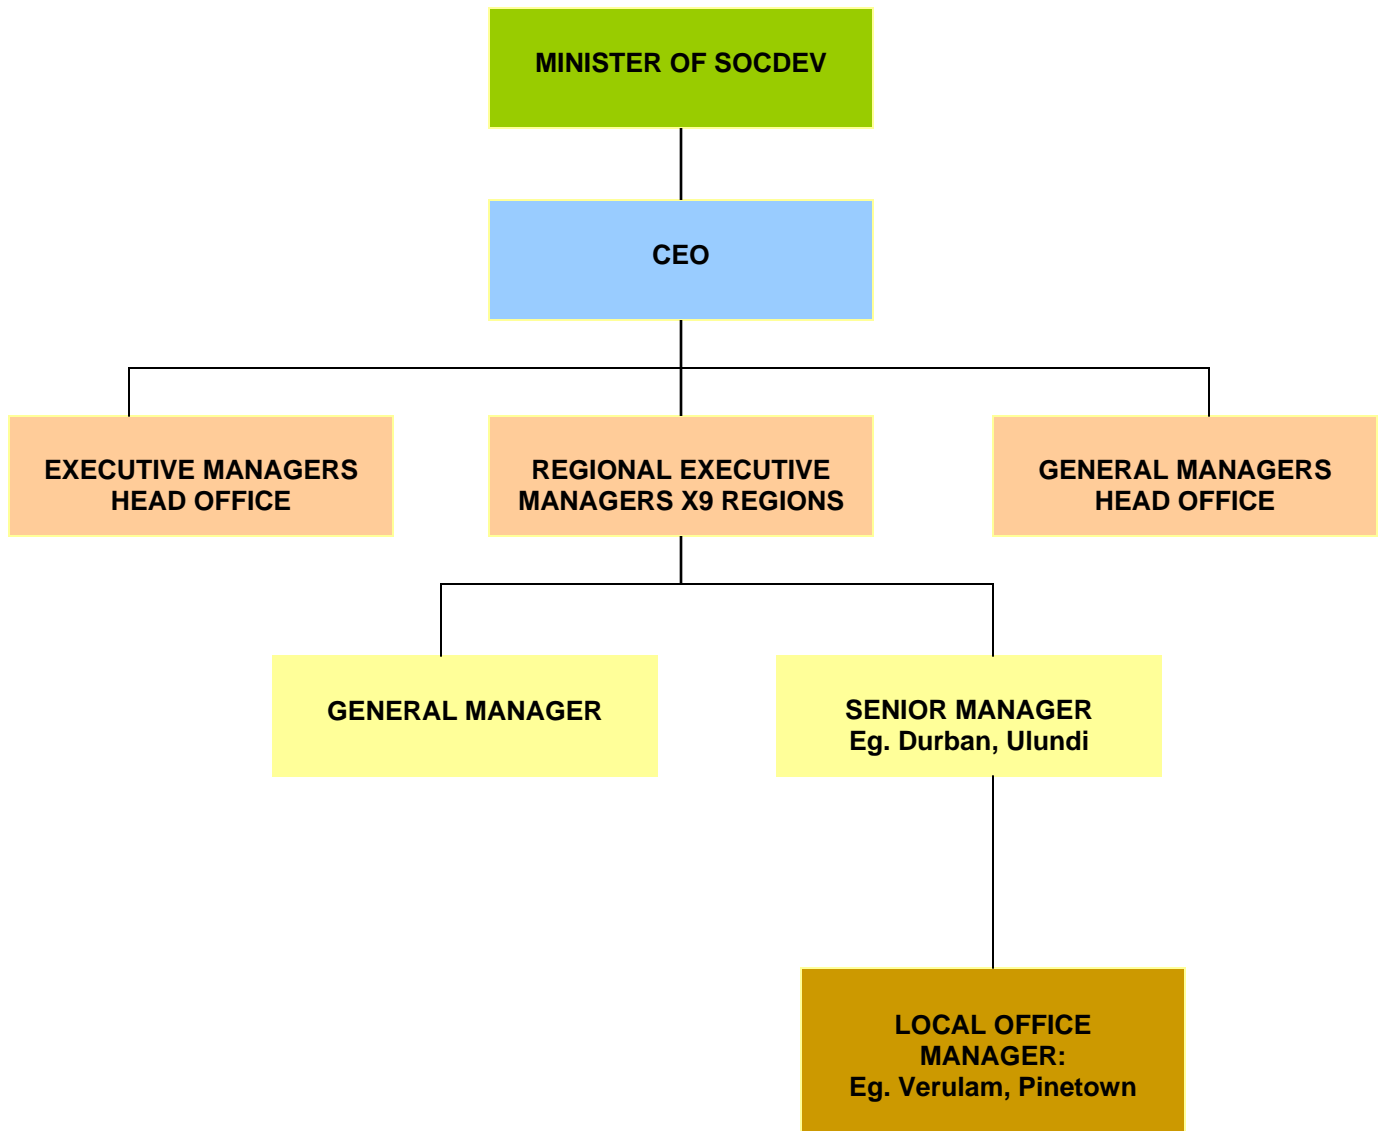 MINISTER OF SOCDEV
CEO
EXECUTIVE MANAGERS
HEAD OFFICE
REGIONAL EXECUTIVE
MANAGERS X9 REGIONS
GENERAL MANAGERS
HEAD OFFICE
GENERAL MANAGER
SENIOR MANAGER
Eg. Durban, Ulundi
LOCAL OFFICE
MANAGER:
Eg. Verulam, Pinetown